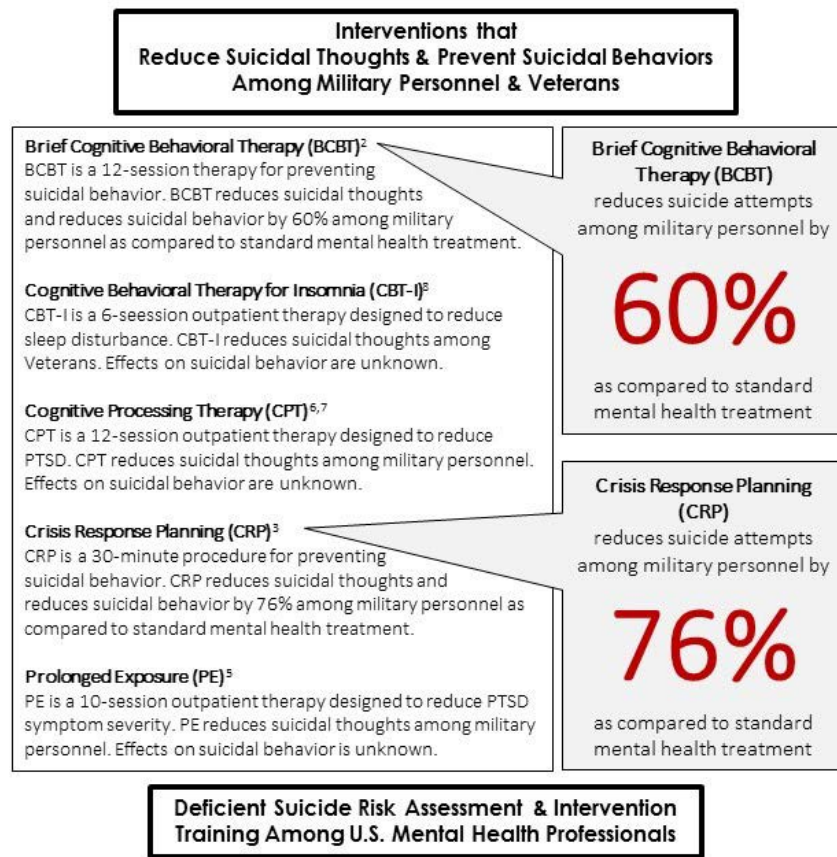 Interventions that
Reduce Suicidal Thoughts & Prevent Suicidal Behaviors
Among Military Personnel & Veterans
Brief Cognitive Behavioral Therapy (BCBT)²
BCBT is a 12-session therapy for preventing
suicidal behavior. BCBT reduces suicidal thoughts
and reduces suicidal behavior by 60% among military
personnel as compared to standard mental health treatment.
Cognitive Behavioral Therapy for Insomnia (CBT-I)⁸
CBT-I is a 6-seession outpatient therapy designed to reduce
sleep disturbance. CBT-I reduces suicidal thoughts among
Veterans. Effects on suicidal behavior are unknown.
Cognitive Processing Therapy (CPT)⁶,⁷
CPT is a 12-session outpatient therapy designed to reduce
PTSD. CPT reduces suicidal thoughts among military personnel.
Effects on suicidal behavior are unknown.
Crisis Response Planning (CRP)³
CRP is a 30-minute procedure for preventing
suicidal behavior. CRP reduces suicidal thoughts and
reduces suicidal behavior by 76% among military personnel as
compared to standard mental health treatment.
Prolonged Exposure (PE)⁵
PE is a 10-session outpatient therapy designed to reduce PTSD
symptom severity. PE reduces suicidal thoughts among military
personnel. Effects on suicidal behavior is unknown.
Brief Cognitive Behavioral
Therapy (BCBT)
reduces suicide attempts
among military personnel by
60%
as compared to standard
mental health treatment
Crisis Response Planning
(CRP)
reduces suicide attempts
among military personnel by
76%
as compared to standard
mental health treatment
Deficient Suicide Risk Assessment & Intervention
Training Among U.S. Mental Health Professionals